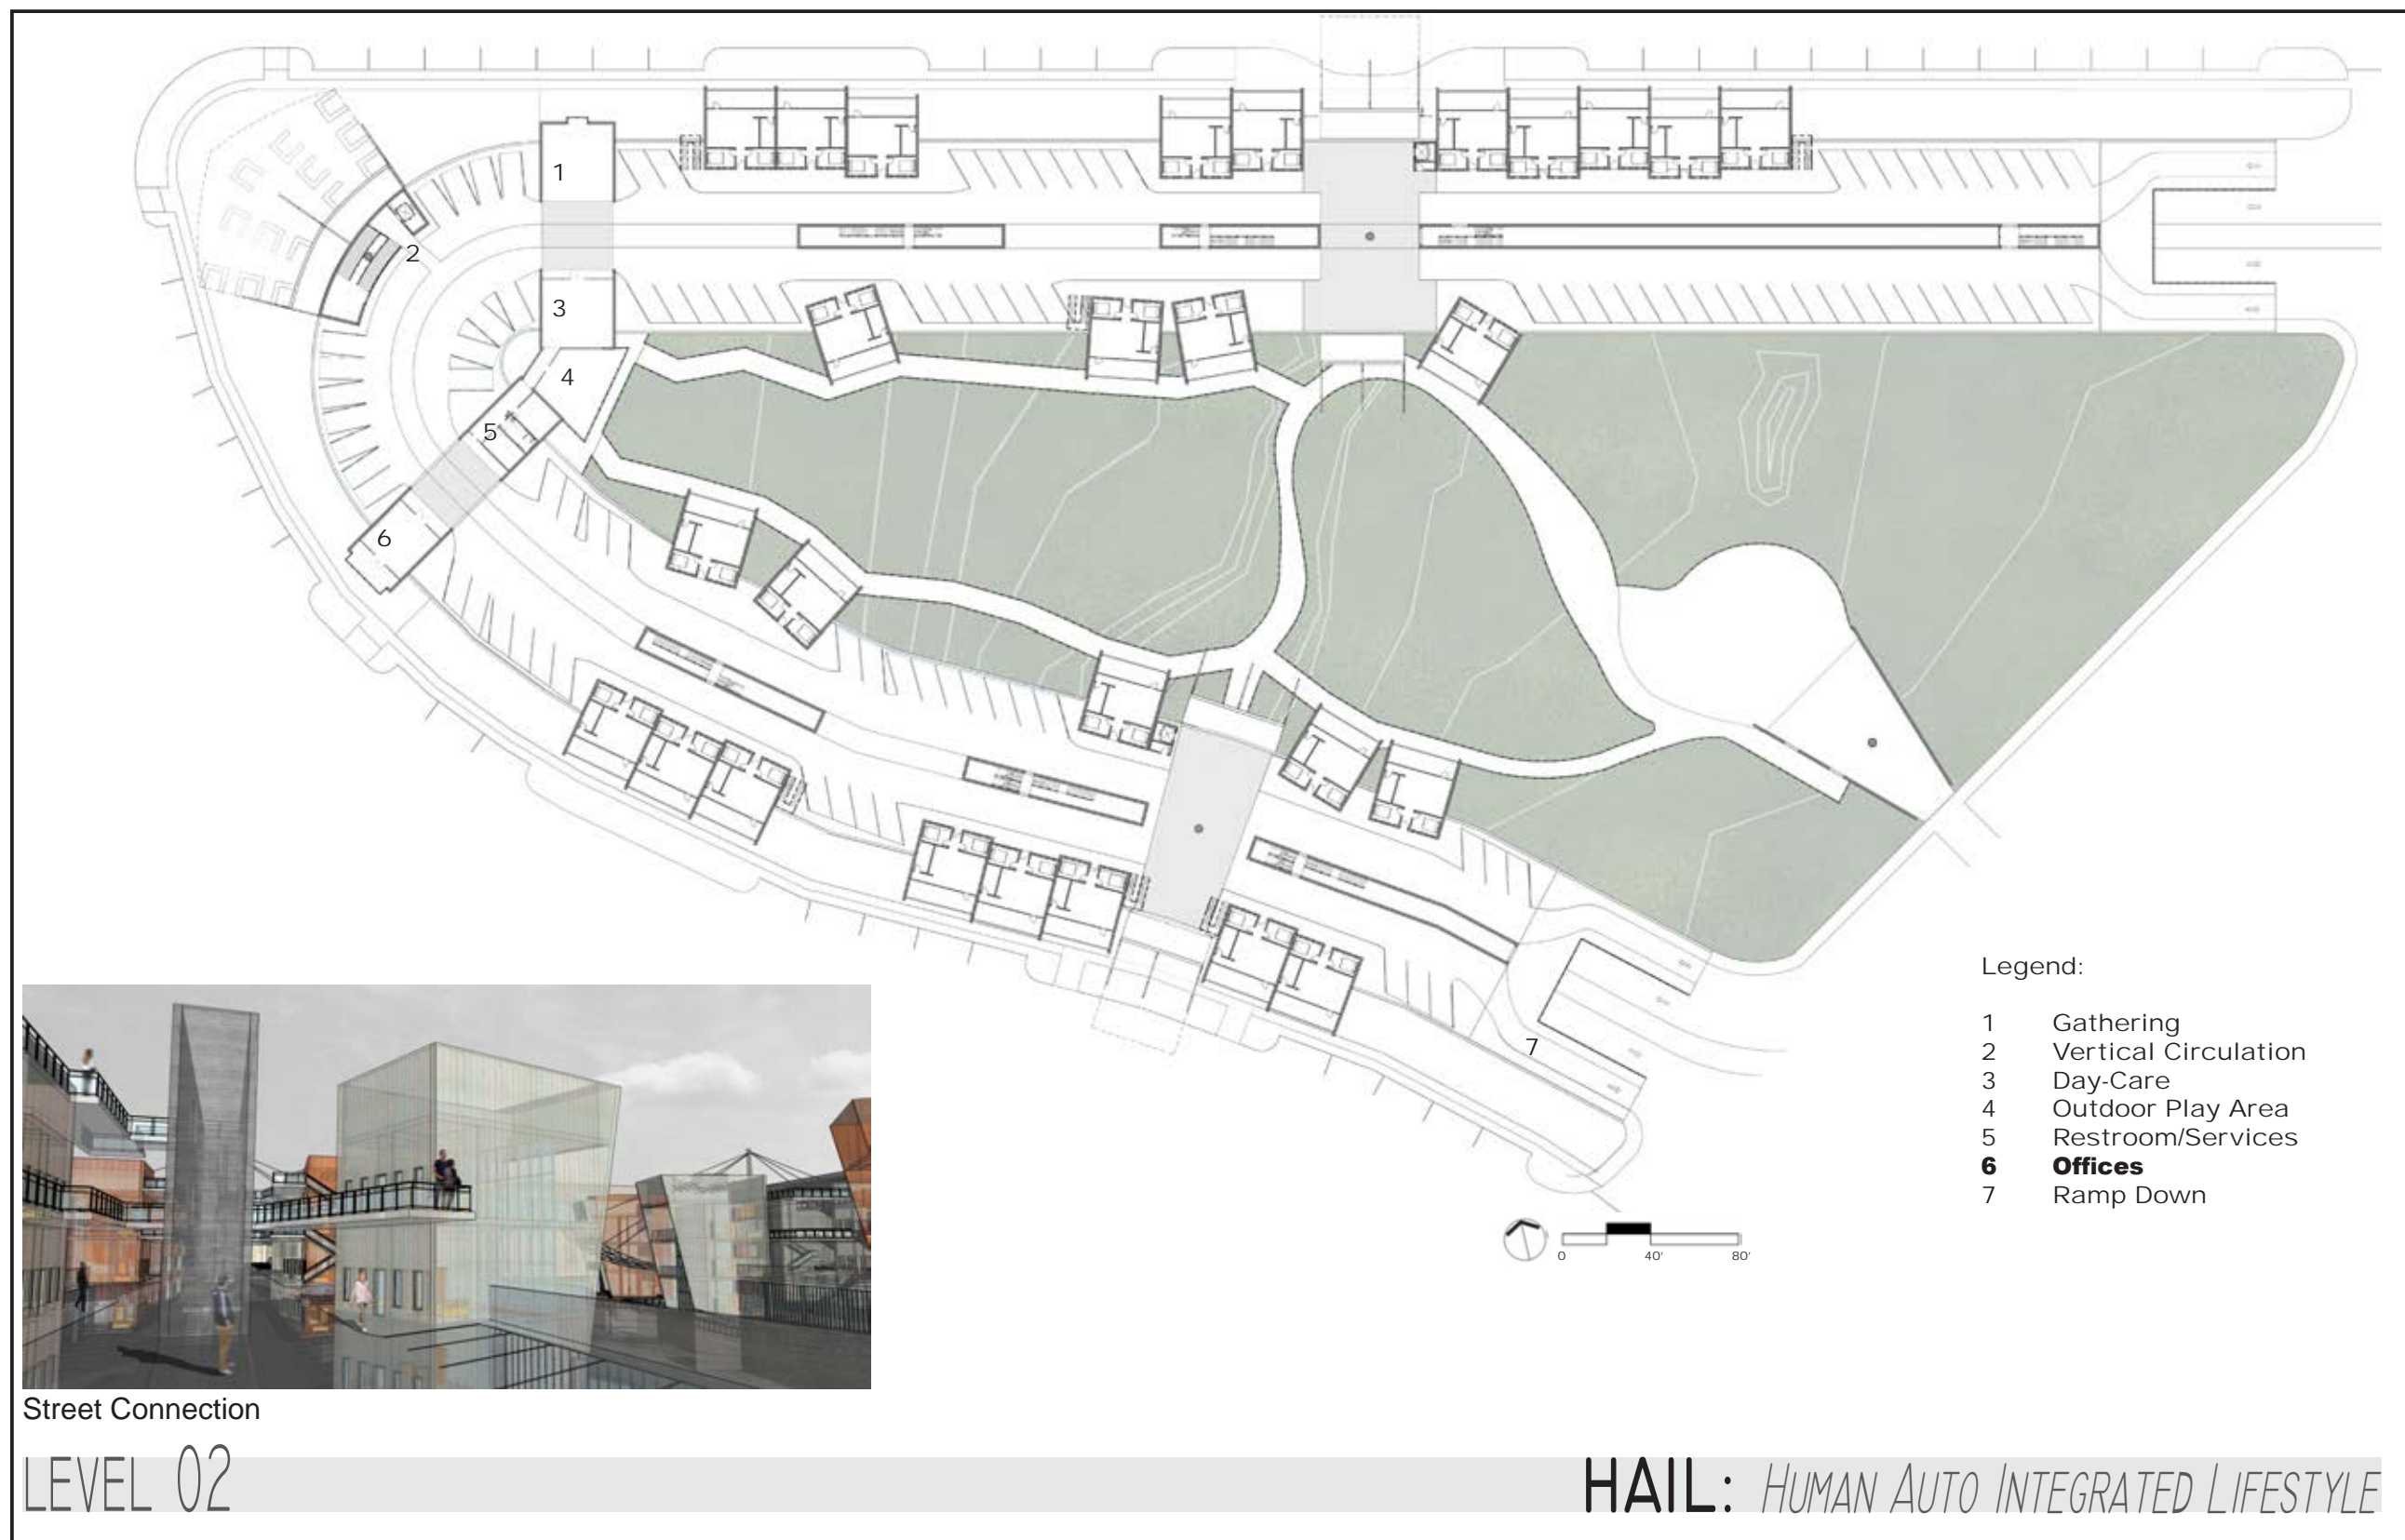 1
2
3
4
5
6
7
Legend:
1 Gathering
2 Vertical Circulation
3 Day-Care
4 Outdoor Play Area
5 Restroom/Services
6 Offices
7 Ramp Down
0 40' 80'
Street Connection
LEVEL 02
HAIL: HUMAN AUTO INTEGRATED LIFESTYLE